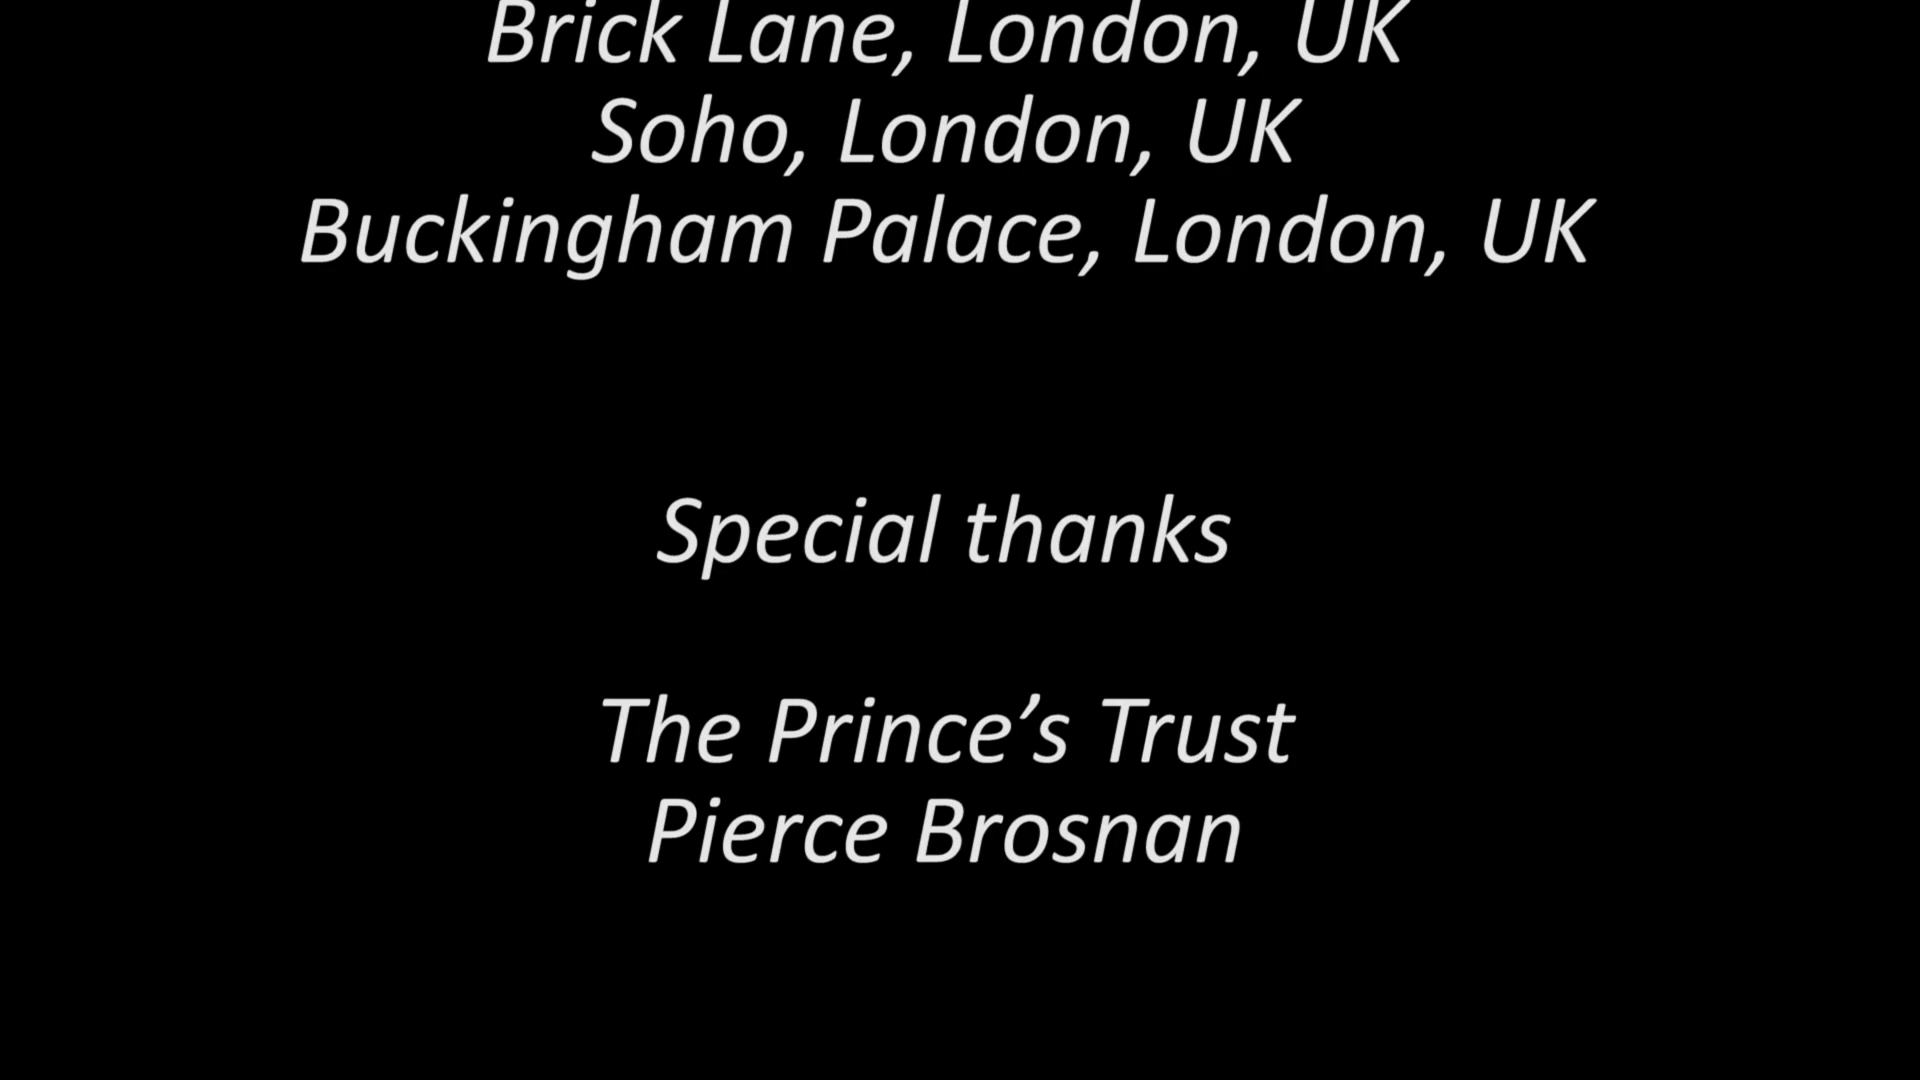 Brick Lane, London, UK
Soho, London, UK
Buckingham Palace, London, UK
Special thanks
The Prince’s Trust
Pierce Brosnan